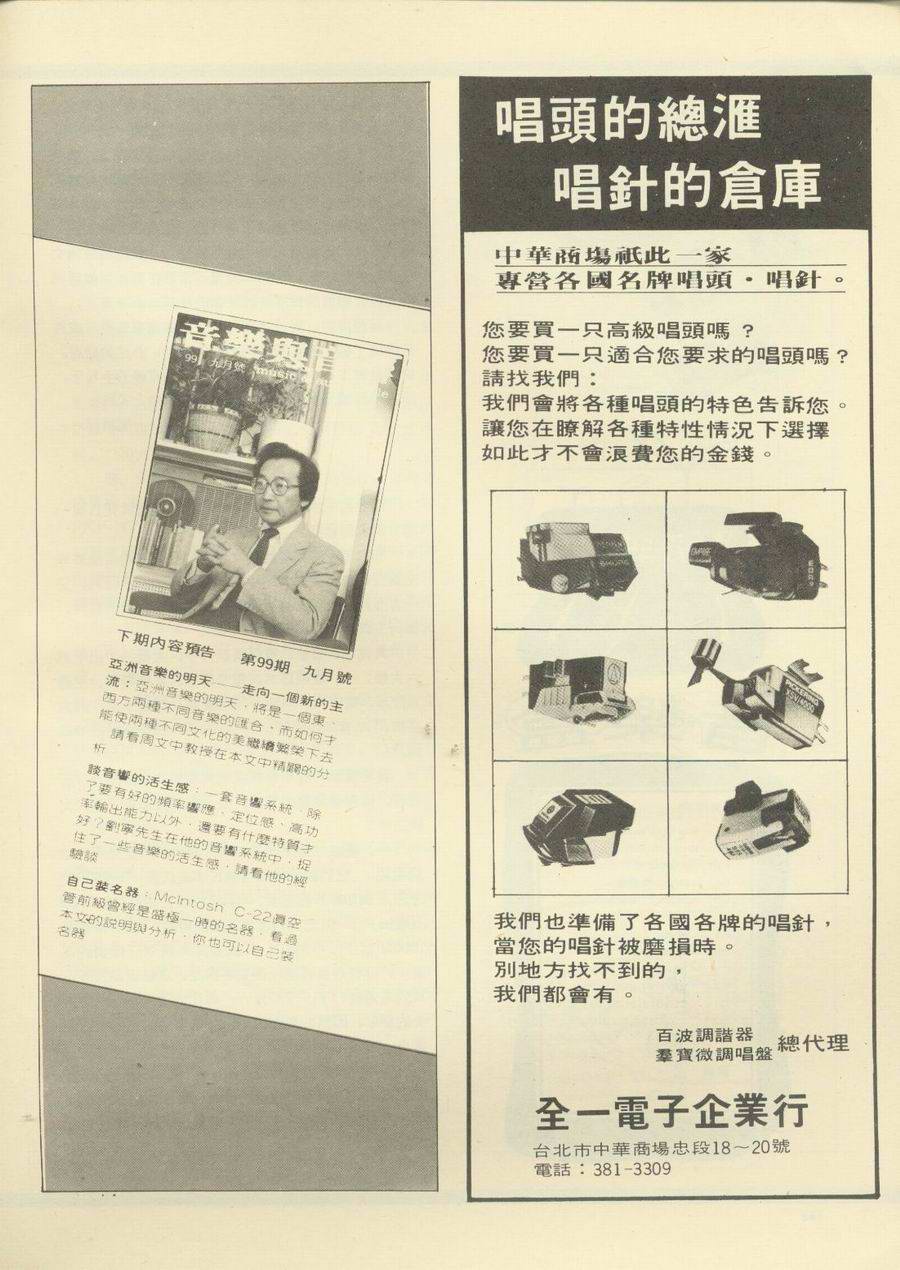 音樂與音
99 九月號 music
下期內容預告　第99期　九月號
亞洲音樂的明天——走向一個新的主
流：亞洲音樂的明天，將是一個東、
西方兩種不同音樂的匯合，而如何才
能使兩種不同文化的美繼續繁榮下去
，請看周文中教授在本文中精闢的分
析
談音響的活生感：一套音響系統，除
了要有好的頻率響應、定位感、高功
率輸出能力以外，還要有什麼特質才
好？劉寧先生在他的音響系統中，捉
住了一些音樂的活生感，請看他的經
驗談
自己裝名器：McIntosh C-22真空
管前級曾經是盛極一時的名器，看過
本文的說明與分析，你也可以自己裝
名器
唱頭的總滙
唱針的倉庫
中華商塲祇此一家
專營各國名牌唱頭・唱針。
您要買一只高級唱頭嗎？
您要買一只適合您要求的唱頭嗎？
請找我們：
我們會將各種唱頭的特色告訴您。
讓您在瞭解各種特性情況下選擇
如此才不會浪費您的金錢。
SHURE
EMPIRE
EDR.9
PICKERING
我們也準備了各國各牌的唱針，
當您的唱針被磨損時。
別地方找不到的，
我們都會有。
百波調諧器
羣寶微調唱盤 總代理
全一電子企業行
台北市中華商場忠段18～20號
電話：381-3309